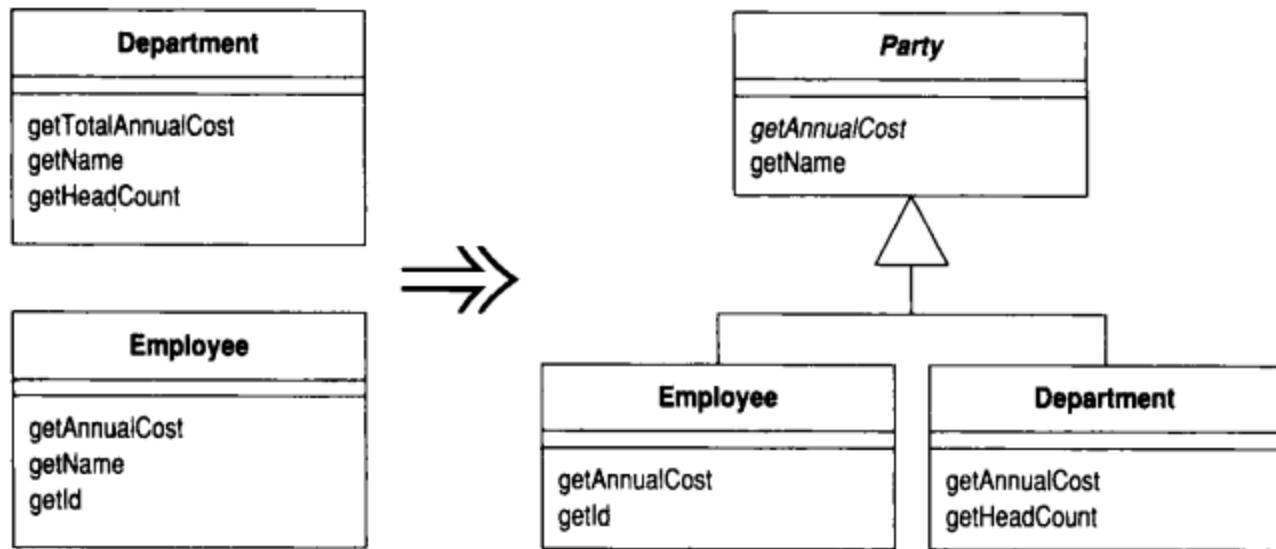 Department
getTotalAnnualCost
getName
getHeadCount
Employee
getAnnualCost
getName
getId
Party
getAnnualCost
getName
Employee
getAnnualCost
getId
Department
getAnnualCost
getHeadCount